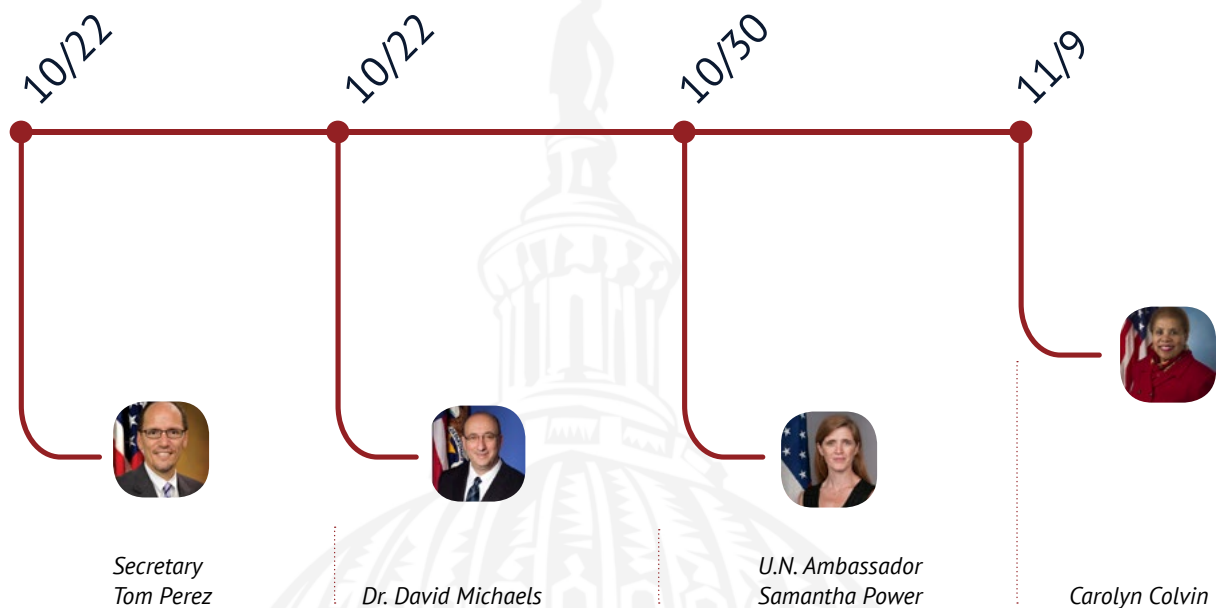 10/22
10/22
10/30
11/9
Secretary
Tom Perez
Dr. David Michaels
U.N. Ambassador
Samantha Power
Carolyn Colvin